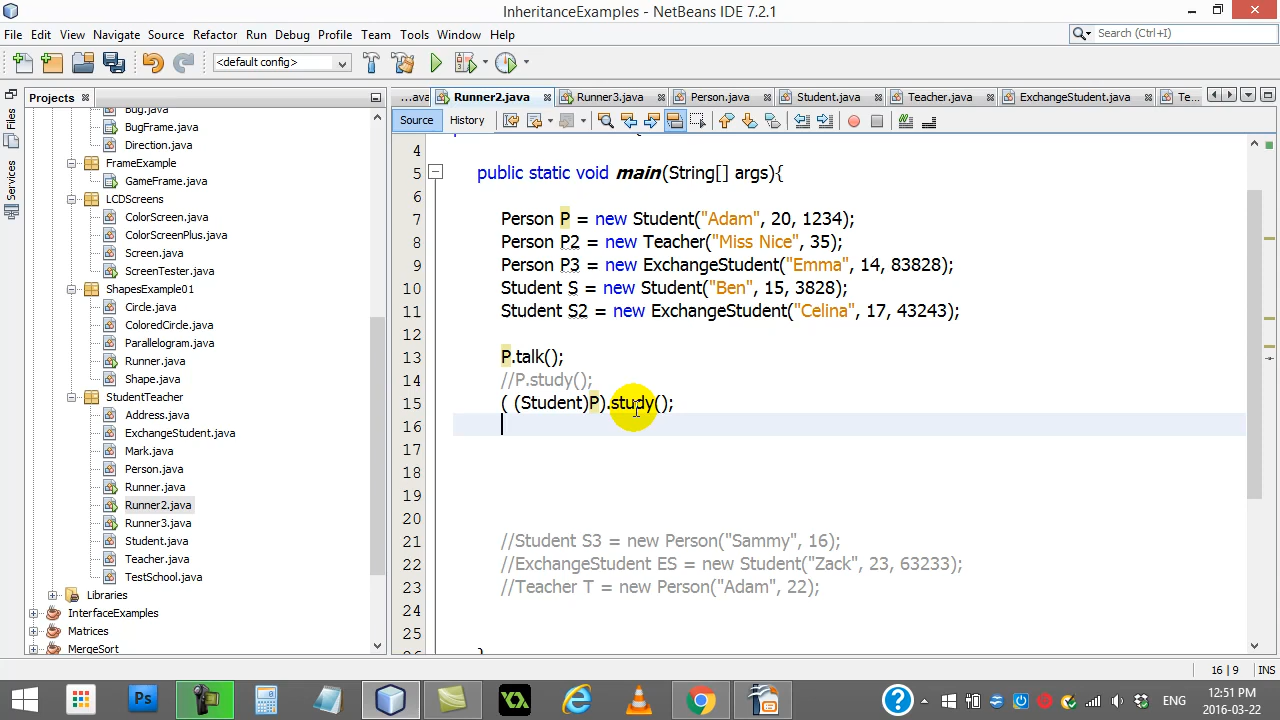 InheritanceExamples - NetBeans IDE 7.2.1
File Edit View Navigate Source Refactor Run Debug Profile Team Tools Window Help
Search (Ctrl+I)
<default config>
Projects
...ava Runner2.java Runner3.java Person.java Student.java Teacher.java ExchangeStudent.java Te...
Source History
Files
Services
Bug.java
BugFrame.java
Direction.java
FrameExample
GameFrame.java
LCDScreens
ColorScreen.java
ColorScreenPlus.java
Screen.java
ScreenTester.java
ShapesExample01
Circle.java
ColoredCircle.java
Parallelogram.java
Runner.java
Shape.java
StudentTeacher
Address.java
ExchangeStudent.java
Mark.java
Person.java
Runner.java
Runner2.java
Runner3.java
Student.java
Teacher.java
TestSchool.java
Libraries
InterfaceExamples
Matrices
MergeSort
4
5 public static void main(String[] args){
6
7 Person P = new Student("Adam", 20, 1234);
8 Person P2 = new Teacher("Miss Nice", 35);
9 Person P3 = new ExchangeStudent("Emma", 14, 83828);
10 Student S = new Student("Ben", 15, 3828);
11 Student S2 = new ExchangeStudent("Celina", 17, 43243);
12
13 P.talk();
14 //P.study();
15 ( (Student)P).study();
16
17
18
19
20
21 //Student S3 = new Person("Sammy", 16);
22 //ExchangeStudent ES = new Student("Zack", 23, 63233);
23 //Teacher T = new Person("Adam", 22);
24
25
26 }
16 | 9 INS
Ps
ENG
12:51 PM
2016-03-22